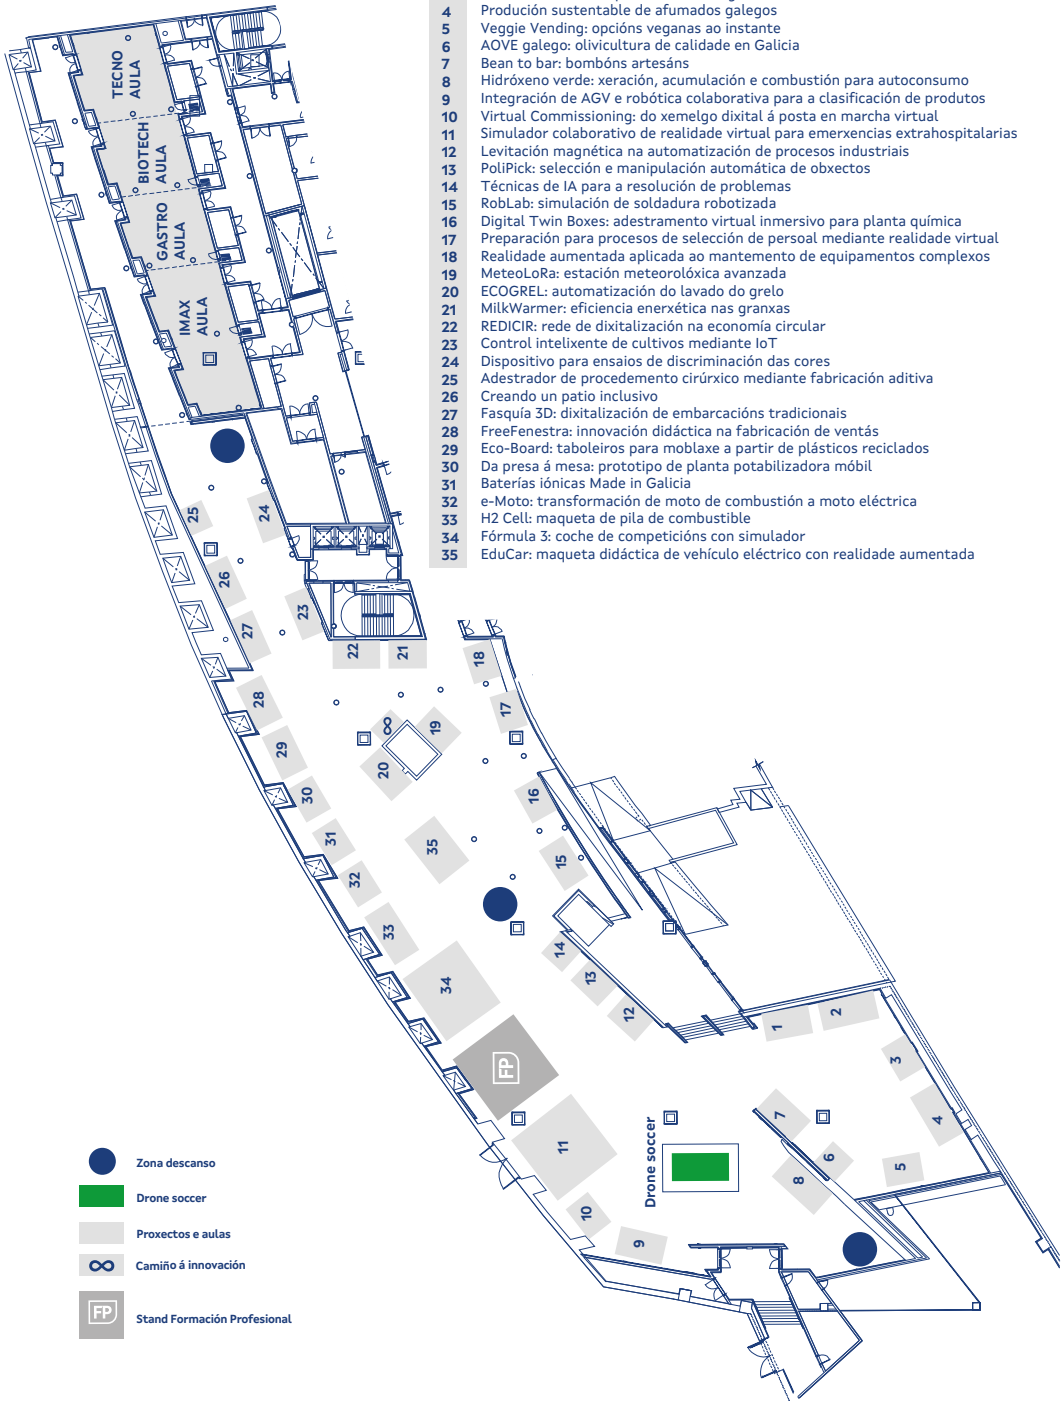 4 Produción sustentable de afumados galegos
5 Veggie Vending: opcións veganas ao instante
6 AOVE galego: olivicultura de calidade en Galicia
7 Bean to bar: bombóns artesáns
8 Hidróxeno verde: xeración, acumulación e combustión para autoconsumo
9 Integración de AGV e robótica colaborativa para a clasificación de produtos
10 Virtual Commissioning: do xemelgo dixital á posta en marcha virtual
11 Simulador colaborativo de realidade virtual para emerxencias extrahospitalarias
12 Levitación magnética na automatización de procesos industriais
13 PoliPick: selección e manipulación automática de obxectos
14 Técnicas de IA para a resolución de problemas
15 RobLab: simulación de soldadura robotizada
16 Digital Twin Boxes: adestramento virtual inmersivo para planta química
17 Preparación para procesos de selección de persoal mediante realidade virtual
18 Realidade aumentada aplicada ao mantemento de equipamentos complexos
19 MeteoLoRa: estación meteorolóxica avanzada
20 ECOGREL: automatización do lavado do grelo
21 MilkWarmer: eficiencia enerxética nas granxas
22 REDICIR: rede de dixitalización na economía circular
23 Control intelixente de cultivos mediante IoT
24 Dispositivo para ensaios de discriminación das cores
25 Adestrador de procedemento cirúrxico mediante fabricación aditiva
26 Creando un patio inclusivo
27 Fasquía 3D: dixitalización de embarcacións tradicionais
28 FreeFenestra: innovación didáctica na fabricación de ventás
29 Eco-Board: taboleiros para moblaxe a partir de plásticos reciclados
30 Da presa á mesa: prototipo de planta potabilizadora móbil
31 Baterías iónicas Made in Galicia
32 e-Moto: transformación de moto de combustión a moto eléctrica
33 H2 Cell: maqueta de pila de combustible
34 Fórmula 3: coche de competicións con simulador
35 EduCar: maqueta didáctica de vehículo eléctrico con realidade aumentada
TECNO
AULA
BIOTECH
AULA
GASTRO
AULA
IMAX
AULA
25
24
26
23
27
22
21
18
28
17
19
29
20
30
16
31
35
15
32
33
14
13
34
12
1
2
3
FP
7
4
11
6
5
8
10
9
Drone soccer
Zona descanso
Drone soccer
Proxectos e aulas
Camiño á innovación
FP
Stand Formación Profesional